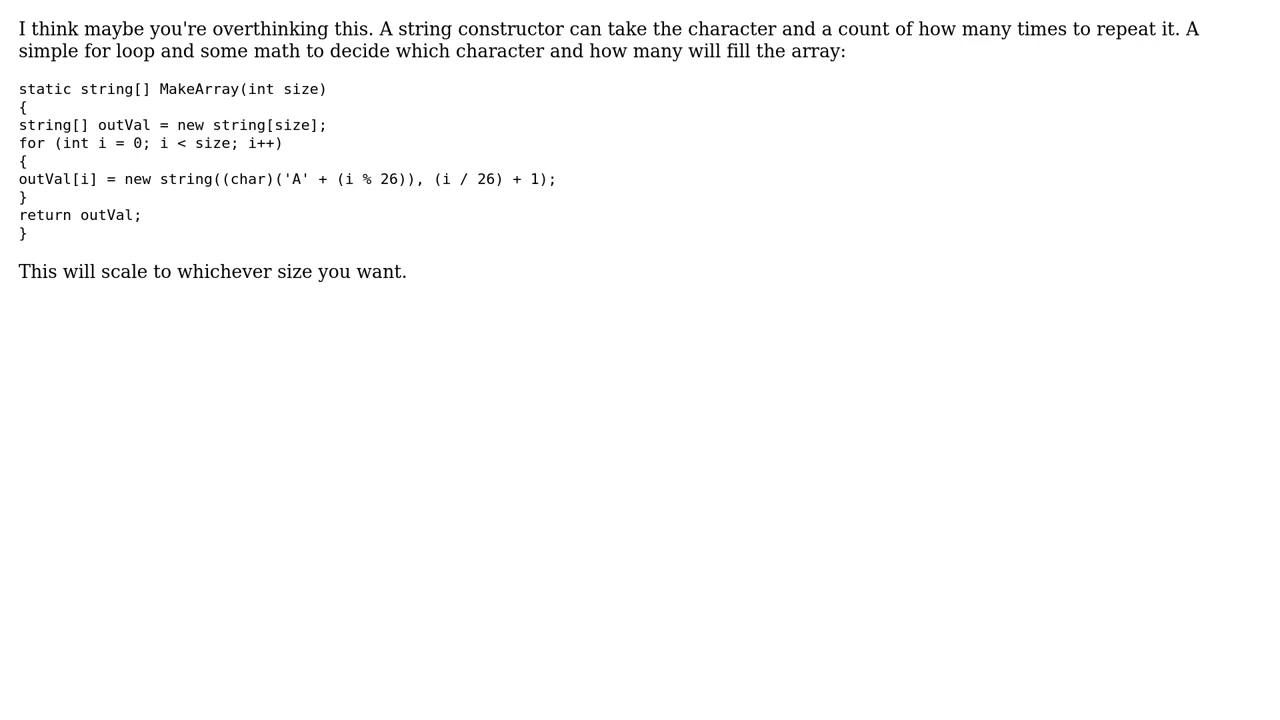 I think maybe you're overthinking this. A string constructor can take the character and a count of how many times to repeat it. A
simple for loop and some math to decide which character and how many will fill the array:
static string[] MakeArray(int size)
{
string[] outVal = new string[size];
for (int i = 0; i < size; i++)
{
outVal[i] = new string((char)('A' + (i % 26)), (i / 26) + 1);
}
return outVal;
}
This will scale to whichever size you want.